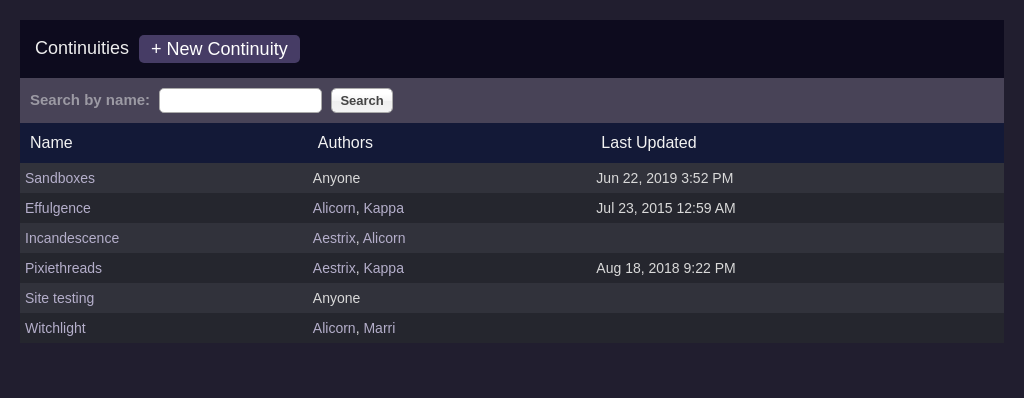 Continuities + New Continuity
Search by name: Search
Name Authors Last Updated
Sandboxes Anyone Jun 22, 2019 3:52 PM
Effulgence Alicorn, Kappa Jul 23, 2015 12:59 AM
Incandescence Aestrix, Alicorn
Pixiethreads Aestrix, Kappa Aug 18, 2018 9:22 PM
Site testing Anyone
Witchlight Alicorn, Marri